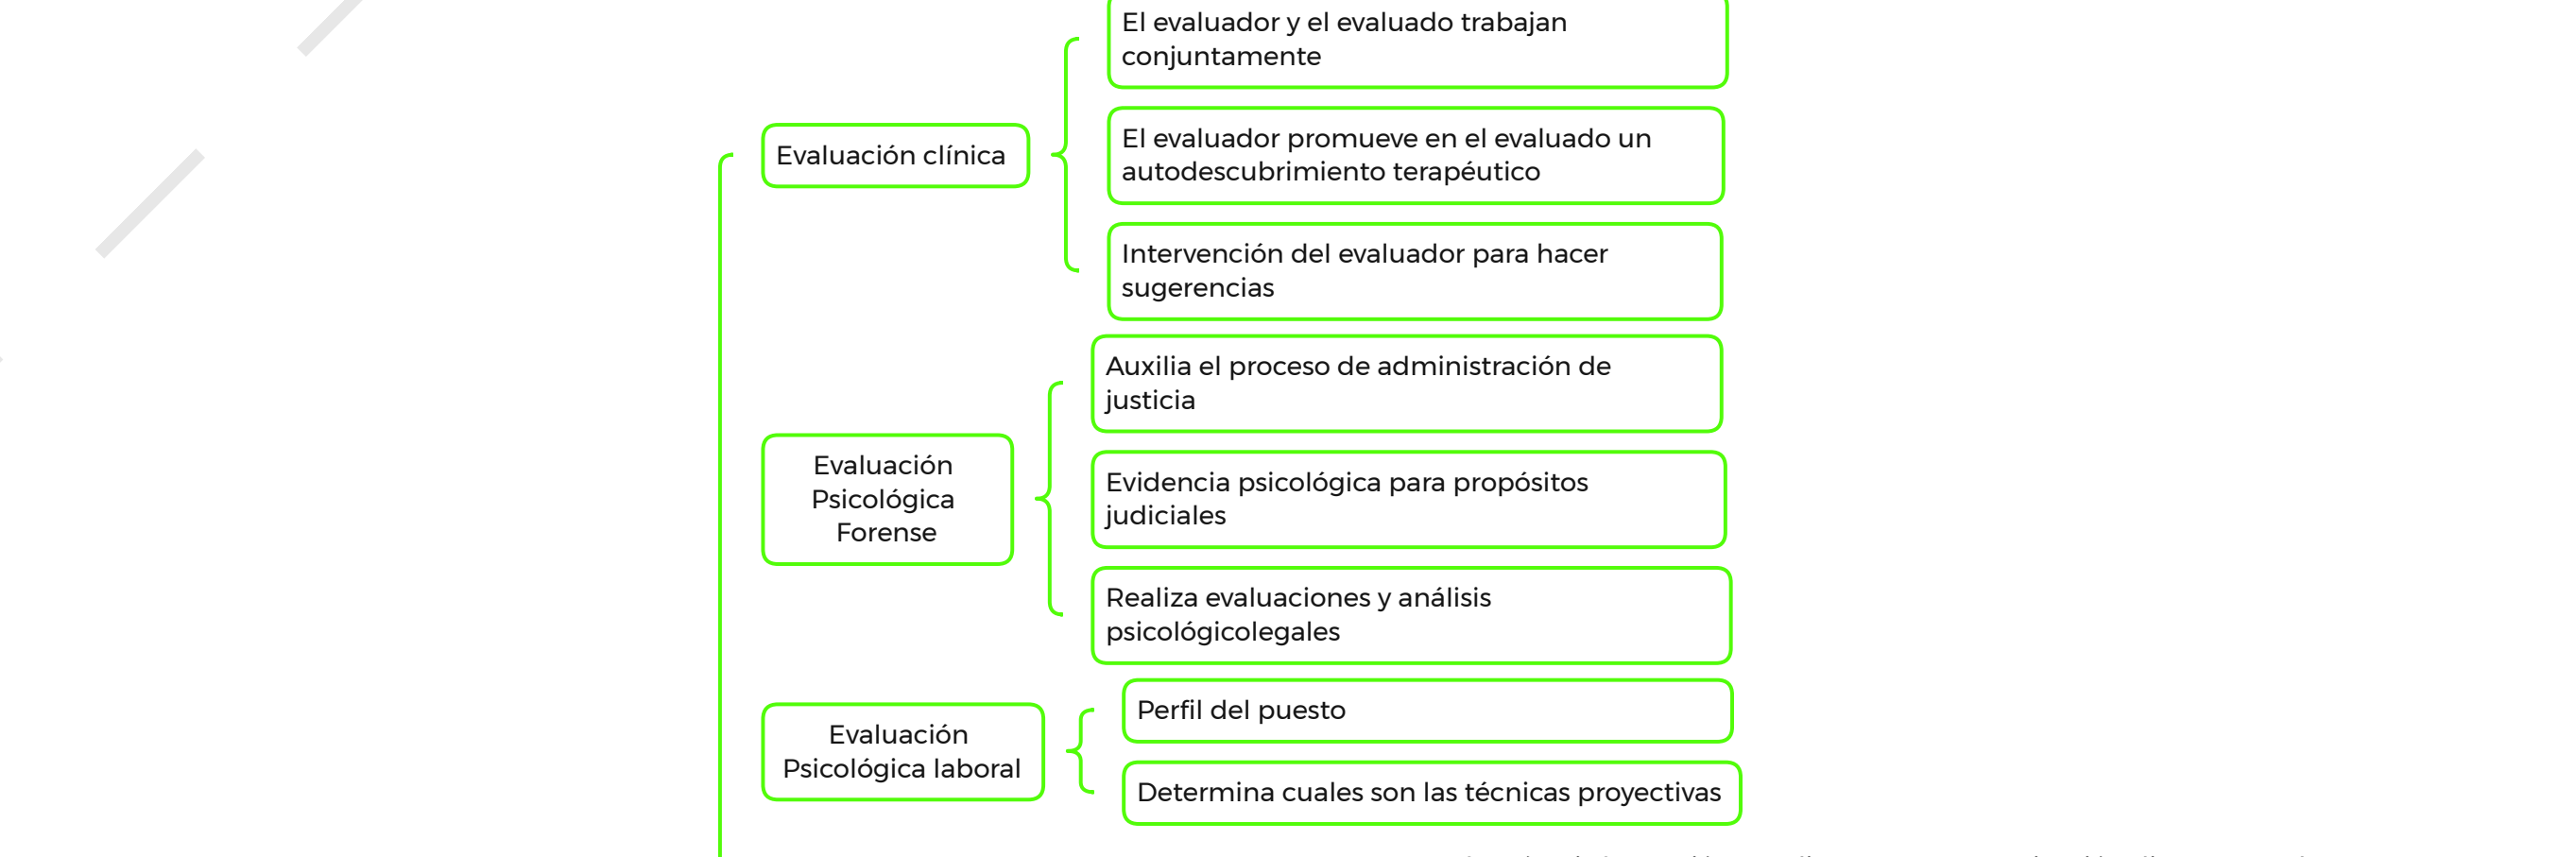 El evaluador y el evaluado trabajan
conjuntamente
Evaluación clínica
El evaluador promueve en el evaluado un
autodescubrimiento terapéutico
Intervención del evaluador para hacer
sugerencias
Auxilia el proceso de administración de
justicia
Evaluación
Psicológica
Forense
Evidencia psicológica para propósitos
judiciales
Realiza evaluaciones y análisis
psicológicolegales
Evaluación
Psicológica laboral
Perfil del puesto
Determina cuales son las técnicas proyectivas